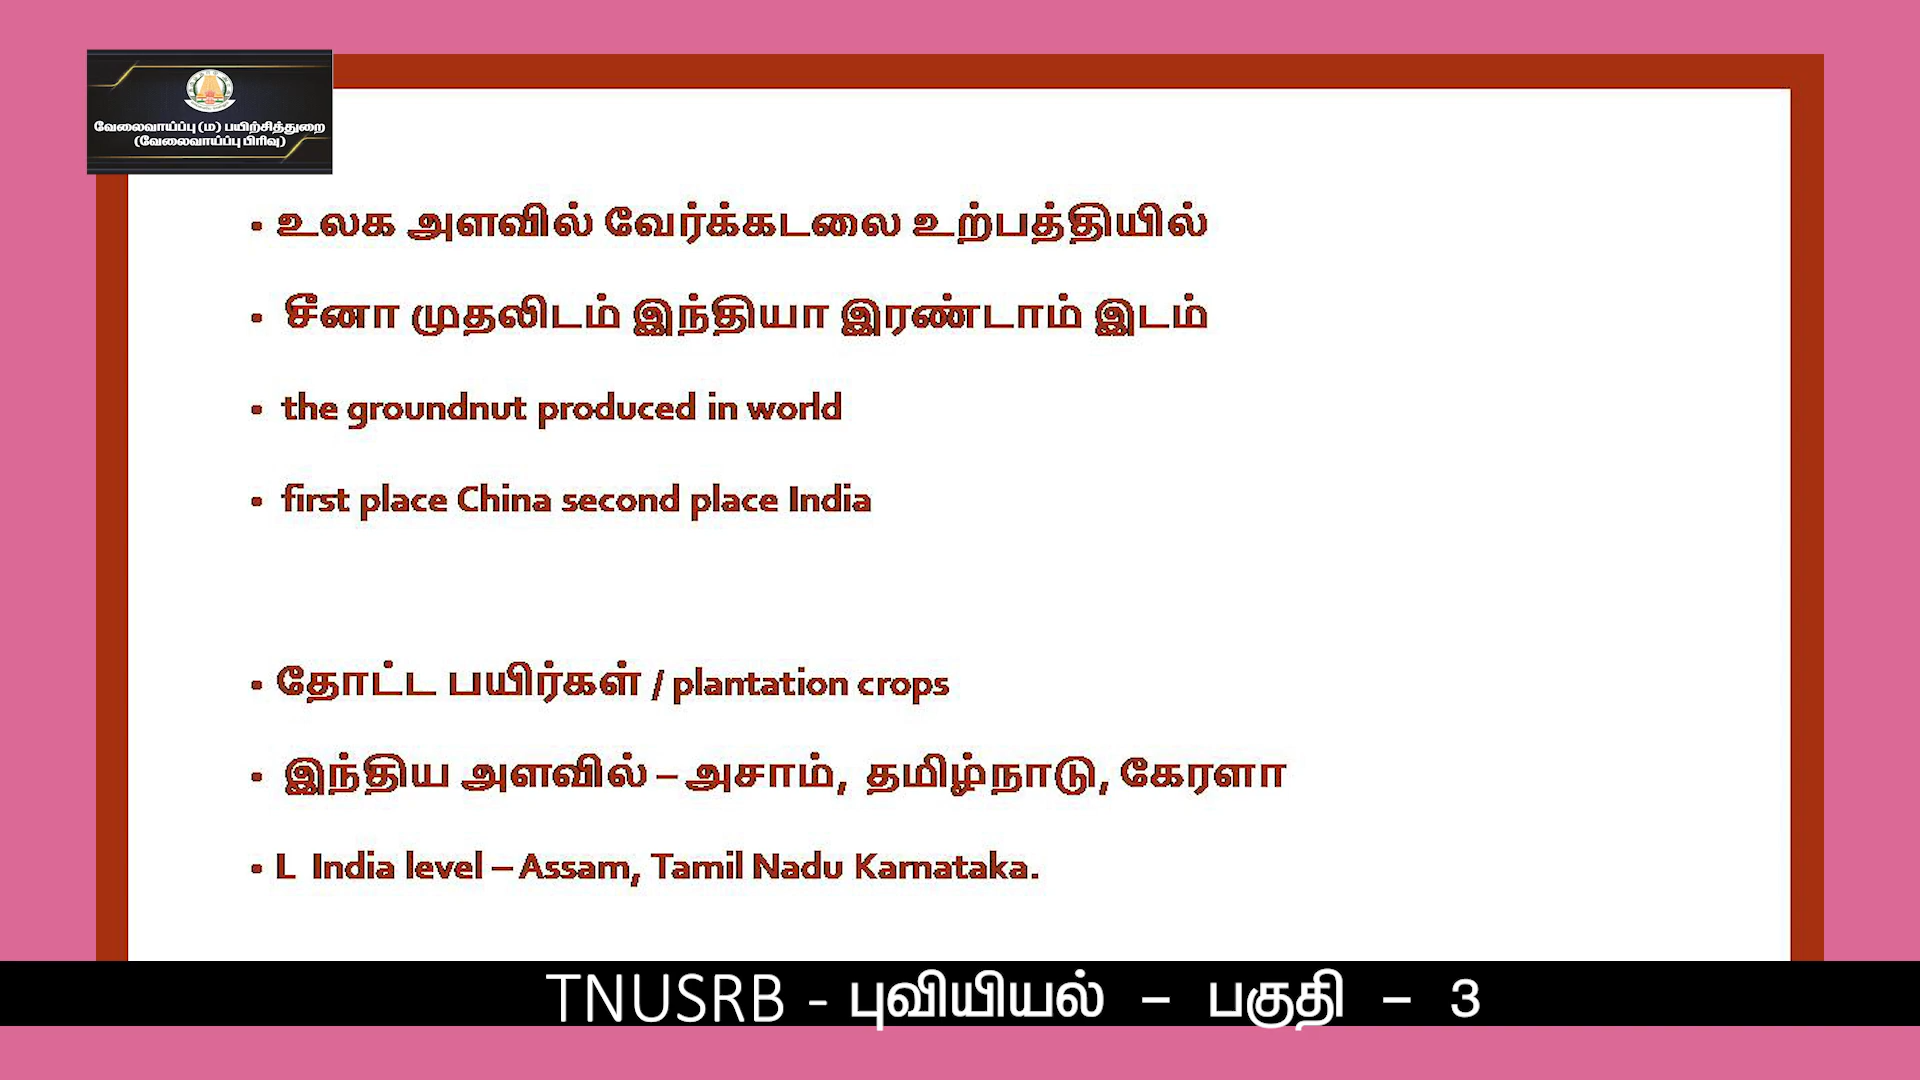 வேலைவாய்ப்பு (ம) பயிற்சித்துறை
(வேலைவாய்ப்பு பிரிவு)
• உலக அளவில் வேர்க்கடலை உற்பத்தியில்
• சீனா முதலிடம் இந்தியா இரண்டாம் இடம்
• the groundnut produced in world
• first place China second place India
• தோட்ட பயிர்கள் / plantation crops
• இந்திய அளவில் – அசாம், தமிழ்நாடு, கேரளா
• L India level – Assam, Tamil Nadu Karnataka.
TNUSRB - புவியியல் – பகுதி – 3